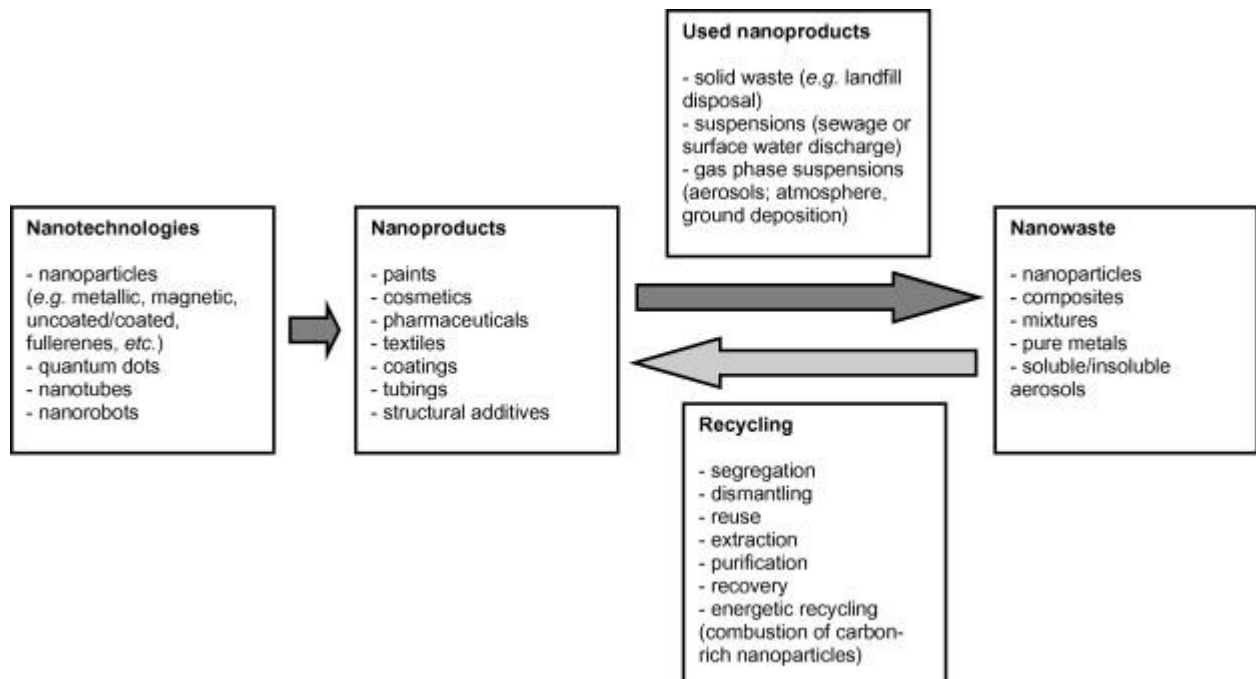 Used nanoproducts
- solid waste (e.g. landfill
disposal)
- suspensions (sewage or
surface water discharge)
- gas phase suspensions
(aerosols; atmosphere,
ground deposition)
Nanotechnologies
- nanoparticles
(e.g. metallic, magnetic,
uncoated/coated,
fullerenes, etc.)
- quantum dots
- nanotubes
- nanorobots
Nanoproducts
- paints
- cosmetics
- pharmaceuticals
- textiles
- coatings
- tubings
- structural additives
Nanowaste
- nanoparticles
- composites
- mixtures
- pure metals
- soluble/insoluble
aerosols
Recycling
- segregation
- dismantling
- reuse
- extraction
- purification
- recovery
- energetic recycling
(combustion of carbon-
rich nanoparticles)